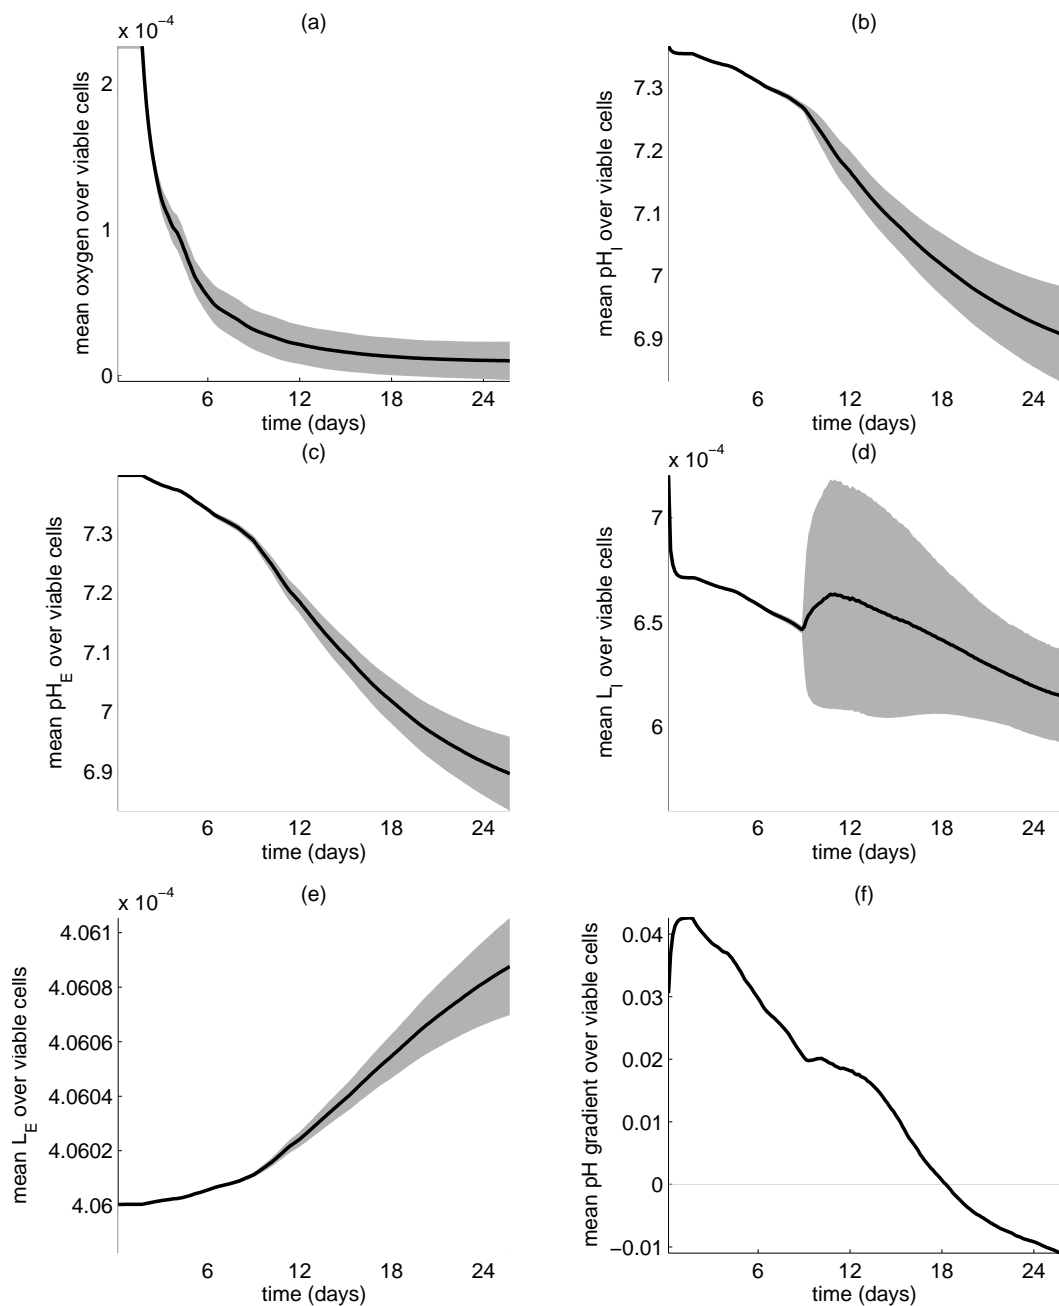 (a)
x 10⁻⁴
mean oxygen over viable cells
2
1
0
6 12 18 24
time (days)
(b)
mean pH_I over viable cells
7.3
7.2
7.1
7
6.9
6 12 18 24
time (days)
(c)
mean pH_E over viable cells
7.3
7.2
7.1
7
6.9
6 12 18 24
time (days)
(d)
x 10⁻⁴
mean L_I over viable cells
7
6.5
6
6 12 18 24
time (days)
(e)
x 10⁻⁴
mean L_E over viable cells
4.061
4.0608
4.0606
4.0604
4.0602
4.06
6 12 18 24
time (days)
(f)
mean pH gradient over viable cells
0.04
0.03
0.02
0.01
0
−0.01
6 12 18 24
time (days)